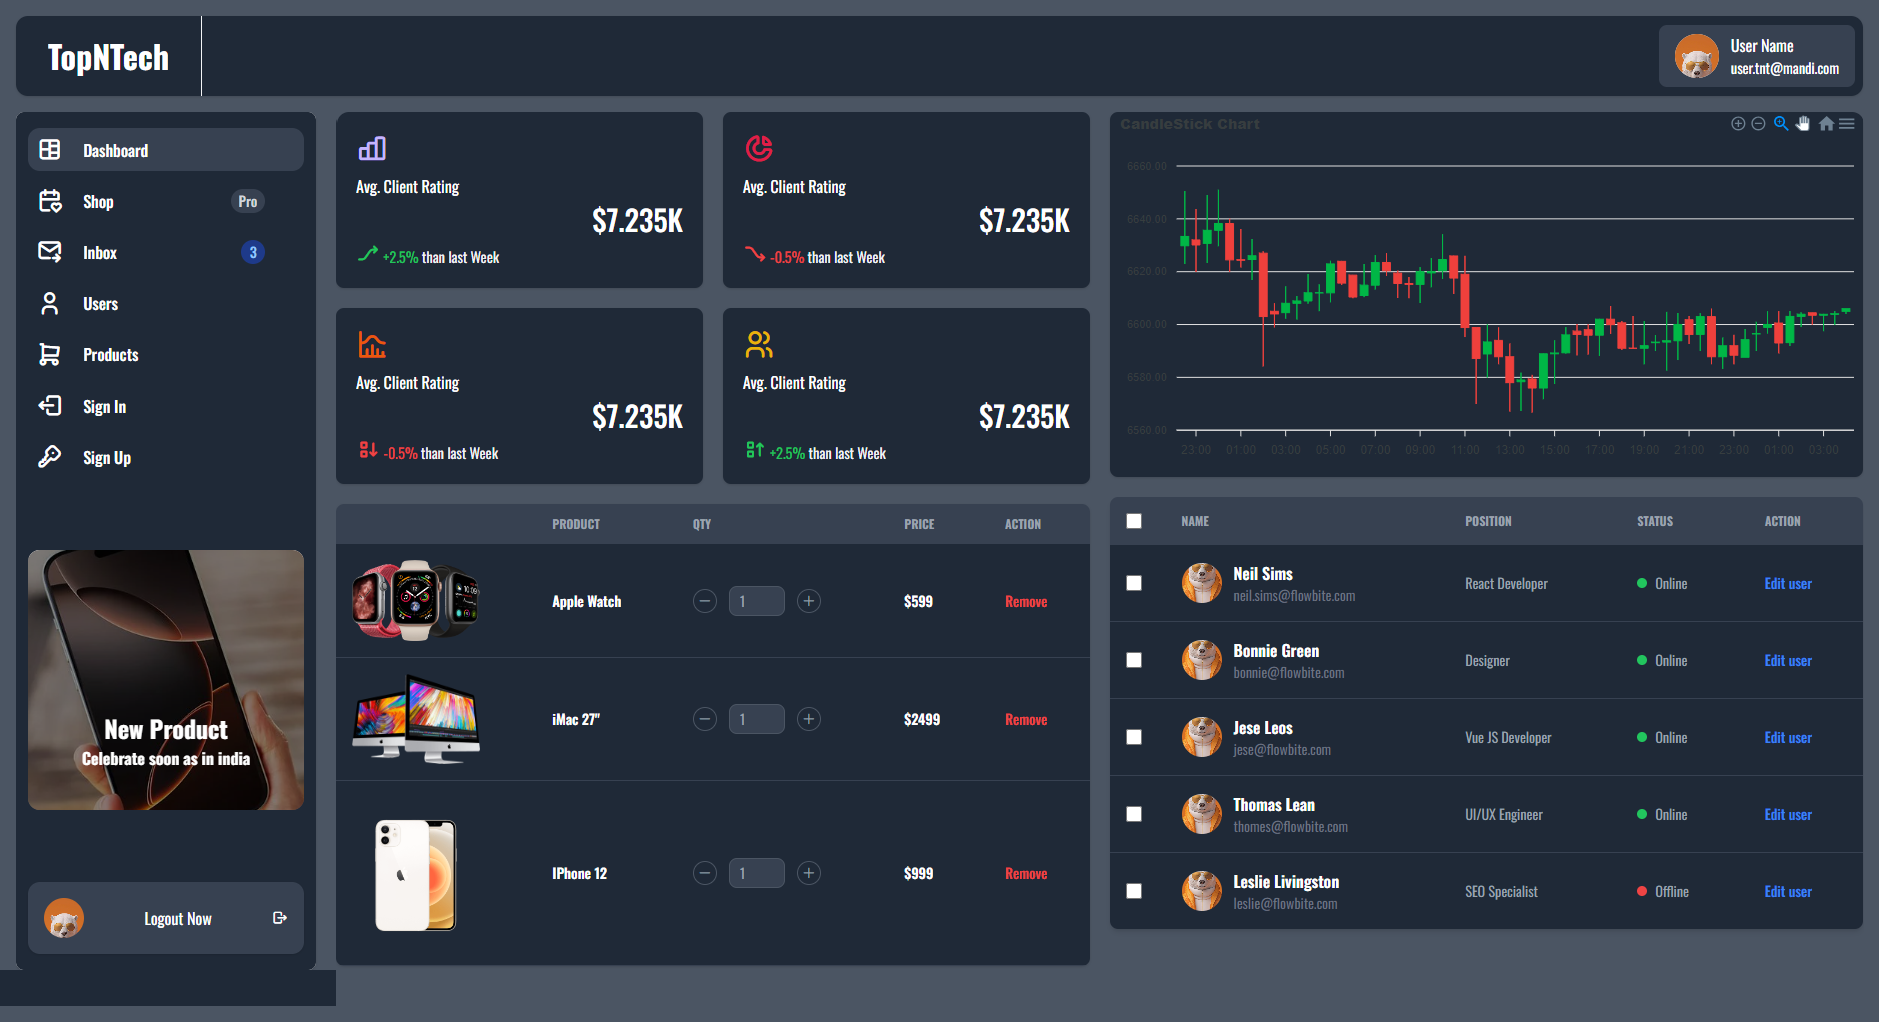 TopNTech
User Name
user.tnt@mandi.com
Dashboard
Shop
Pro
Inbox
3
Users
Products
Sign In
Sign Up
New Product
Celebrate soon as in india
Logout Now
Avg. Client Rating
$7.235K
+2.5% than last Week
Avg. Client Rating
$7.235K
-0.5% than last Week
Avg. Client Rating
$7.235K
-0.5% than last Week
Avg. Client Rating
$7.235K
+2.5% than last Week
CandleStick Chart
6660.00
6640.00
6620.00
6600.00
6580.00
6560.00
23:00 01:00 03:00 05:00 07:00 09:00 11:00 13:00 15:00 17:00 19:00 21:00 23:00 01:00 03:00
PRODUCT QTY PRICE ACTION
Apple Watch 1 $599 Remove
iMac 27" 1 $2499 Remove
IPhone 12 1 $999 Remove
NAME POSITION STATUS ACTION
Neil Sims
neil.sims@flowbite.com
React Developer Online Edit user
Bonnie Green
bonnie@flowbite.com
Designer Online Edit user
Jese Leos
jese@flowbite.com
Vue JS Developer Online Edit user
Thomas Lean
thomes@flowbite.com
UI/UX Engineer Online Edit user
Leslie Livingston
leslie@flowbite.com
SEO Specialist Offline Edit user